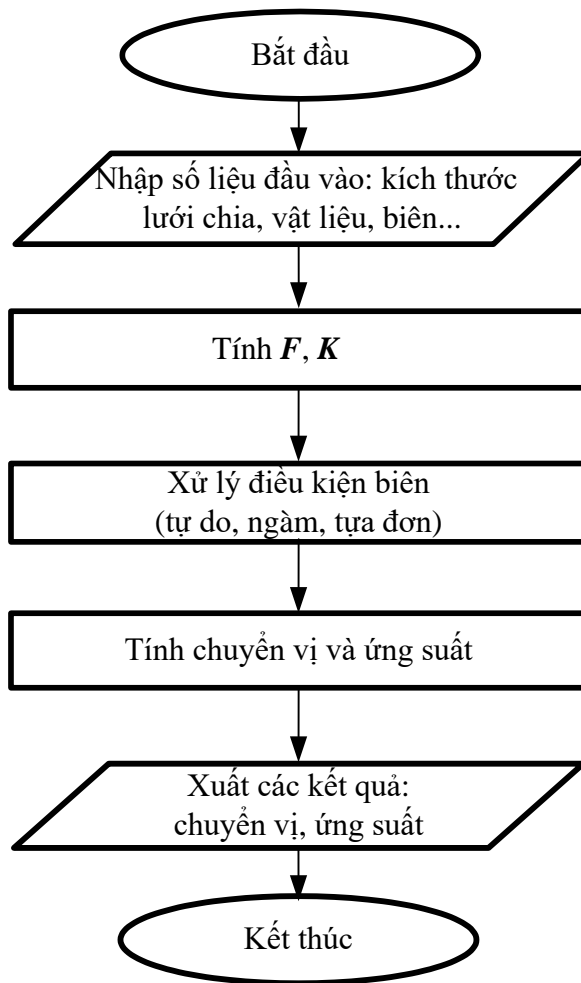 Bắt đầu
Nhập số liệu đầu vào: kích thước
lưới chia, vật liệu, biên...
Tính F, K
Xử lý điều kiện biên
(tự do, ngàm, tựa đơn)
Tính chuyển vị và ứng suất
Xuất các kết quả:
chuyển vị, ứng suất
Kết thúc